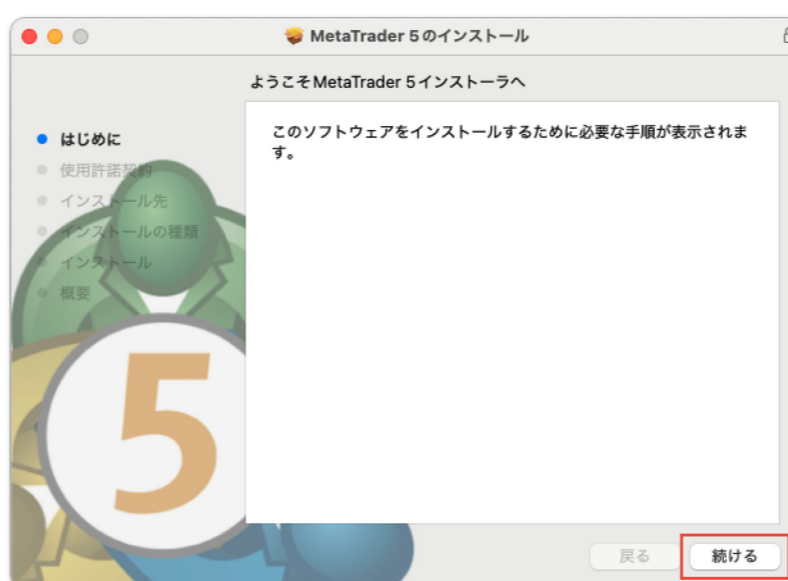 MetaTrader 5のインストール
ようこそMetaTrader 5インストーラへ
はじめに
使用許諾契約
インストール先
インストールの種類
インストール
概要
このソフトウェアをインストールするために必要な手順が表示されま
す。
5
戻る
続ける